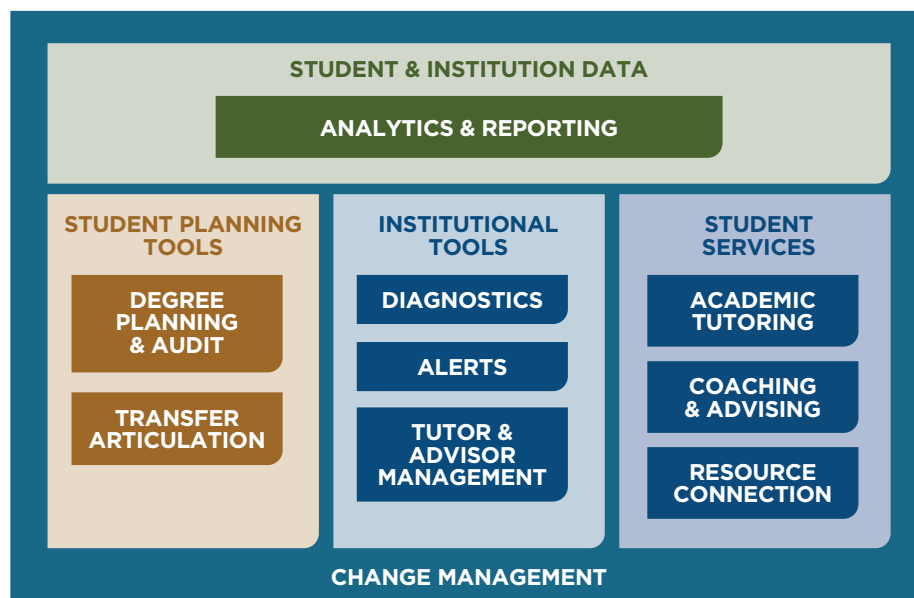 STUDENT & INSTITUTION DATA
ANALYTICS & REPORTING
STUDENT PLANNING
TOOLS
DEGREE
PLANNING
& AUDIT
TRANSFER
ARTICULATION
INSTITUTIONAL
TOOLS
DIAGNOSTICS
ALERTS
TUTOR &
ADVISOR
MANAGEMENT
STUDENT
SERVICES
ACADEMIC
TUTORING
COACHING
& ADVISING
RESOURCE
CONNECTION
CHANGE MANAGEMENT